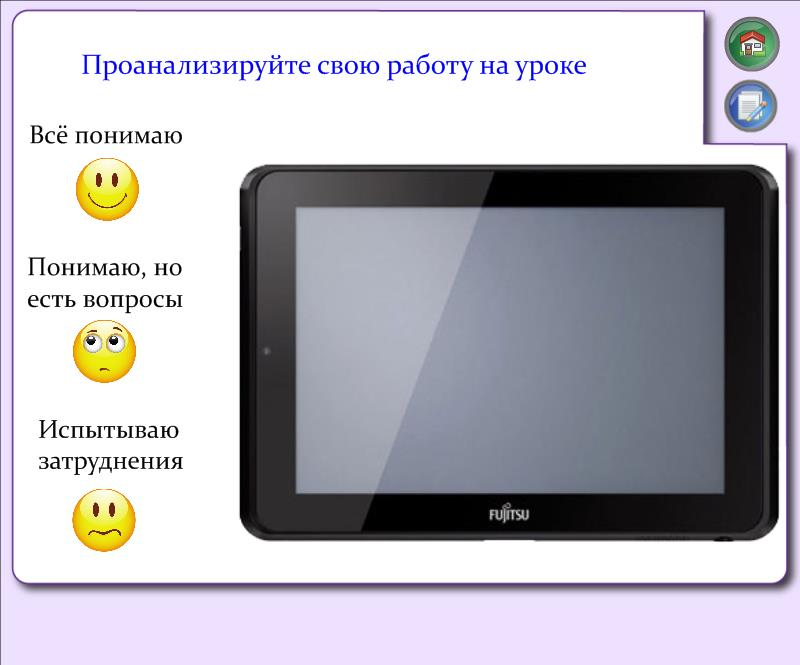 Проанализируйте свою работу на уроке
Всё понимаю
Понимаю, но
есть вопросы
Испытываю
затруднения
FUJITSU